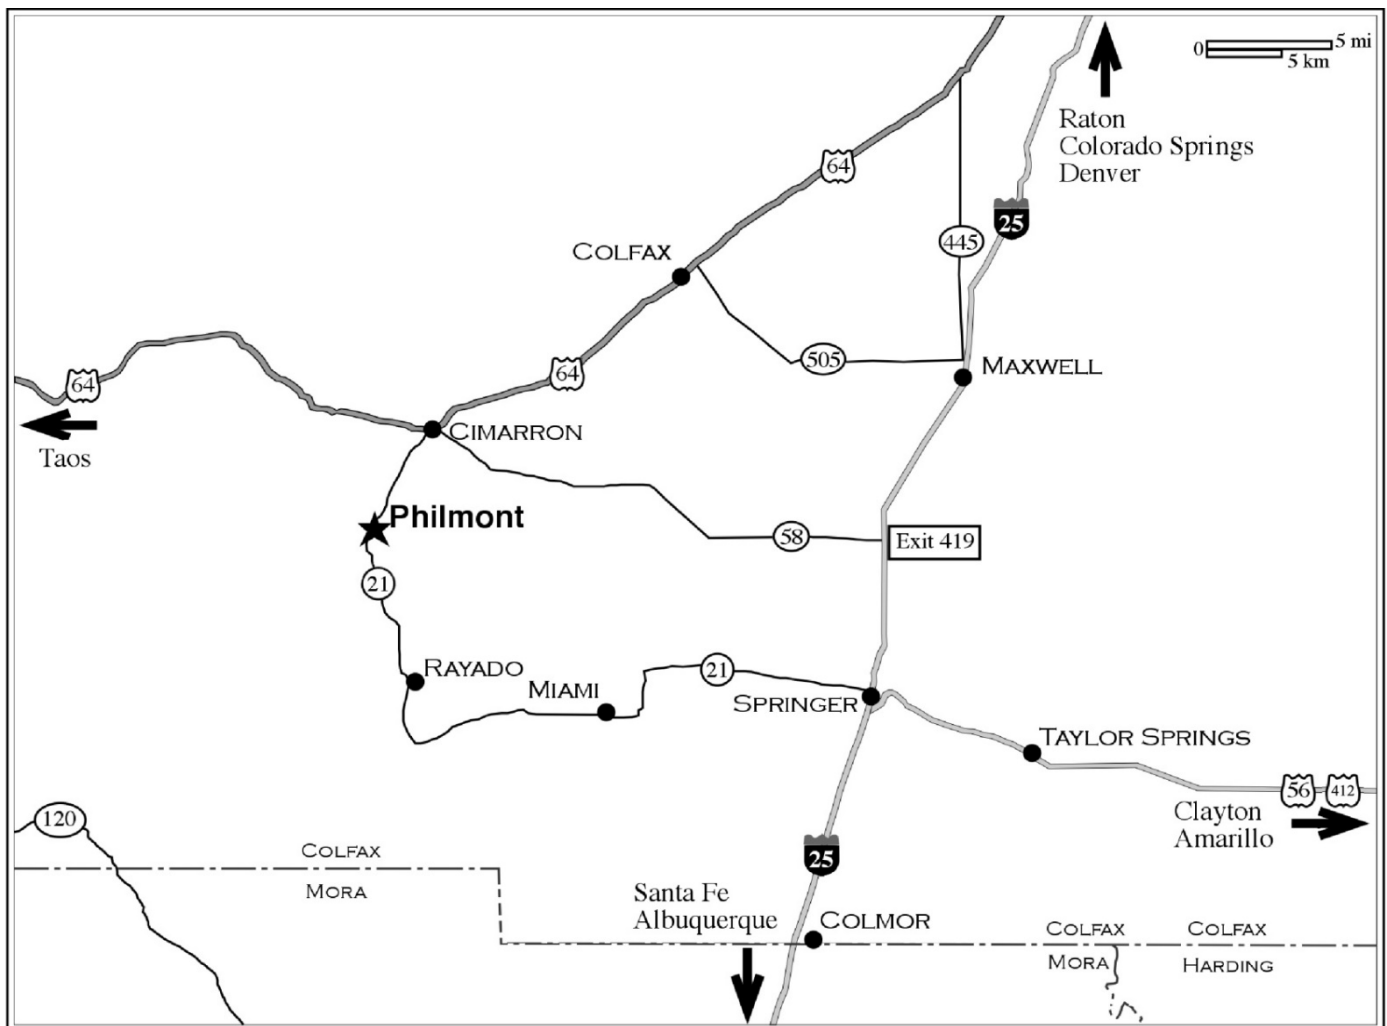 0
5 mi
5 km
Raton
Colorado Springs
Denver
64
25
445
COLFAX
505
MAXWELL
64
64
Taos
CIMARRON
Philmont
58
Exit 419
21
RAYADO
MIAMI
21
SPRINGER
TAYLOR SPRINGS
56
412
Clayton
Amarillo
120
COLFAX
MORA
25
Santa Fe
Albuquerque
COLMOR
COLFAX
MORA
COLFAX
HARDING